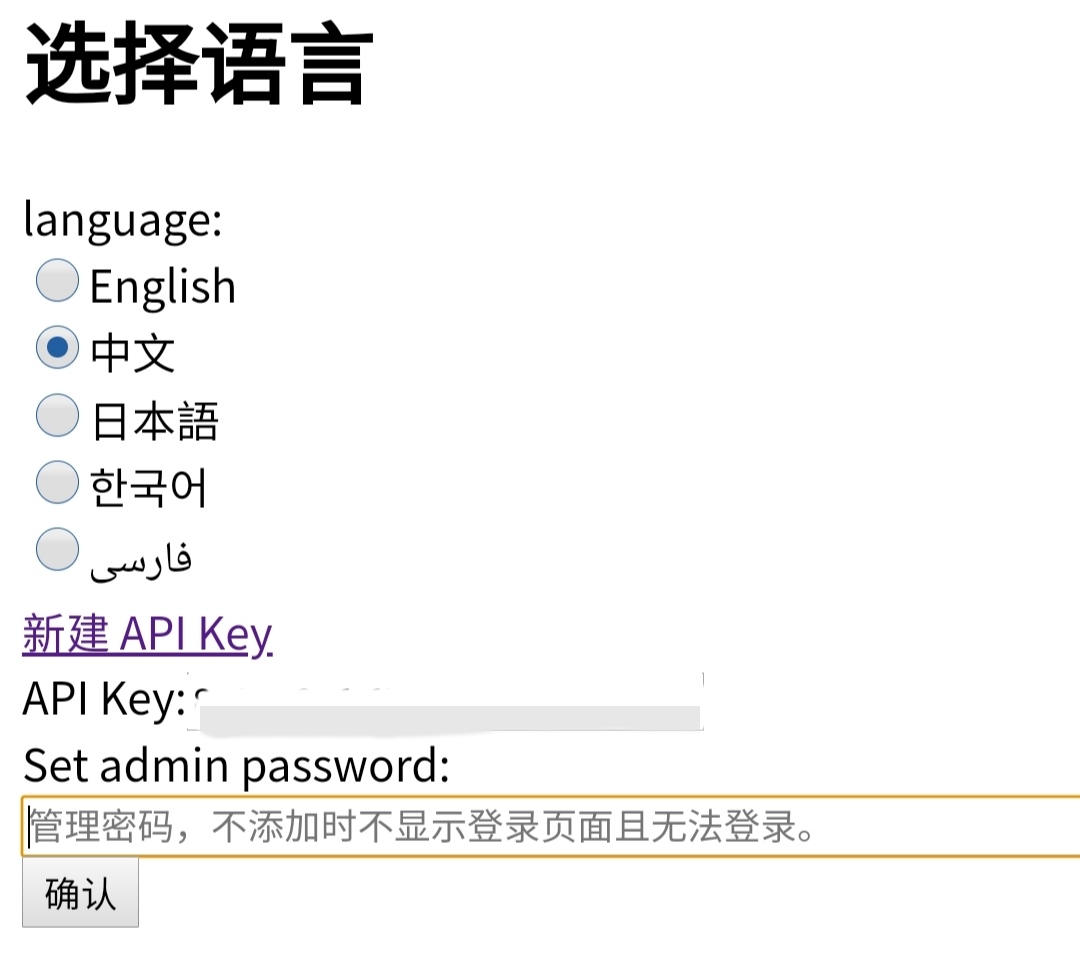 选择语言
language:
English
中文
日本語
한국어
فارسی
新建 API Key
API Key:
Set admin password:
管理密码，不添加时不显示登录页面且无法登录。
确认